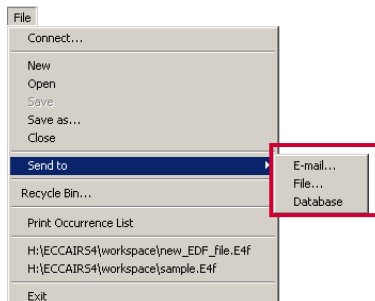 File
Connect...
New
Open
Save
Save as...
Close
Send to
E-mail...
File...
Database
Recycle Bin...
Print Occurrence List
H:\ECCAIRS4\workspace\new_EDF_file.E4f
H:\ECCAIRS4\workspace\sample.E4f
Exit